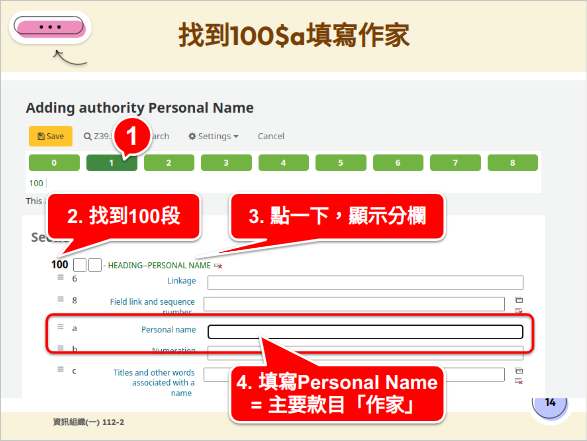 找到100$a填寫作家
Adding authority Personal Name
Save
Z39.
arch
Settings
Cancel
1
0 1 2 3 4 5 6 7 8
100
This
2. 找到100段
3. 點一下，顯示分欄
100 - HEADING--PERSONAL NAME
6 Linkage
8 Field link and sequence
number
a Personal name
b Numeration
c Titles and other words
associated with a
name
4. 填寫Personal Name
= 主要款目「作家」
資訊組織(一) 112-2
14